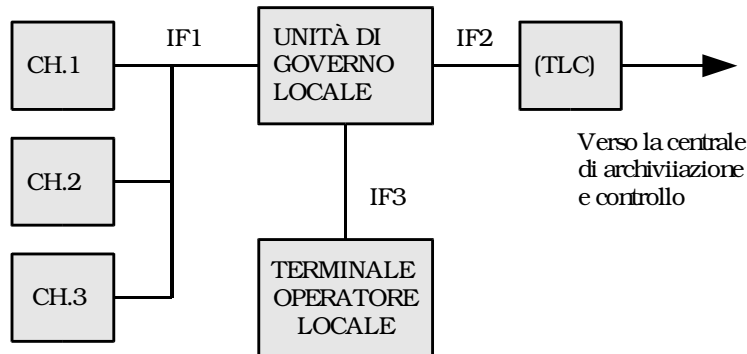 CH.1
IF1
UNITÀ DI
GOVERNO
LOCALE
IF2
(TLC)
CH.2
Verso la centrale
di archiviiazione
e controllo
IF3
CH.3
TERMINALE
OPERATORE
LOCALE